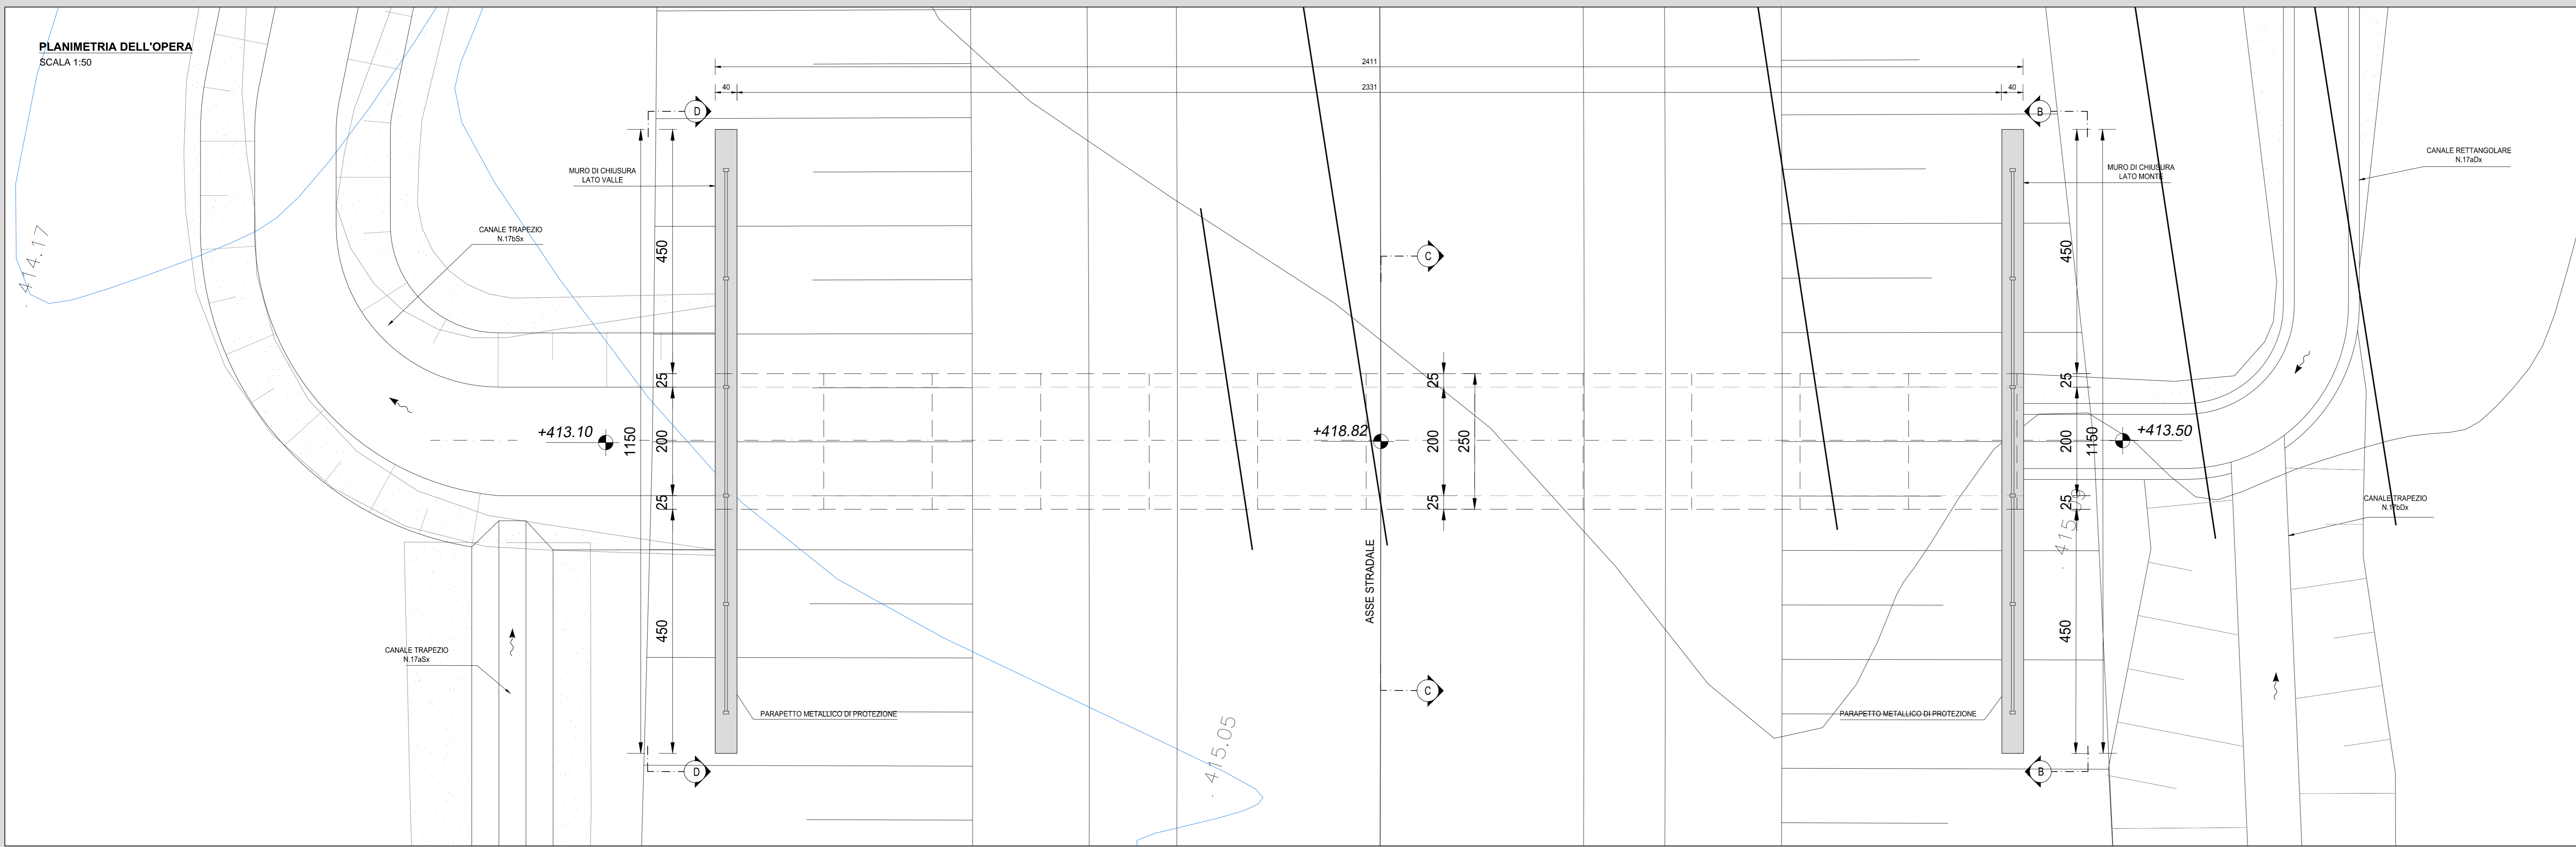 PLANIMETRIA DELL'OPERA
SCALA 1:50
2411
40
2331
40
D
B
MURO DI CHIUSURA
LATO VALLE
MURO DI CHIUSURA
LATO MONTE
CANALE RETTANGOLARE
N.17aDx
CANALE TRAPEZIO
N.17bSx
414.17
450
450
C
25
25
25
+413.10
1150
200
+418.82
200
250
200
1150
+413.50
25
25
25
CANALE TRAPEZIO
N.17bDx
ASSE STRADALE
450
450
CANALE TRAPEZIO
N.17aSx
C
PARAPETTO METALLICO DI PROTEZIONE
PARAPETTO METALLICO DI PROTEZIONE
415.05
D
B